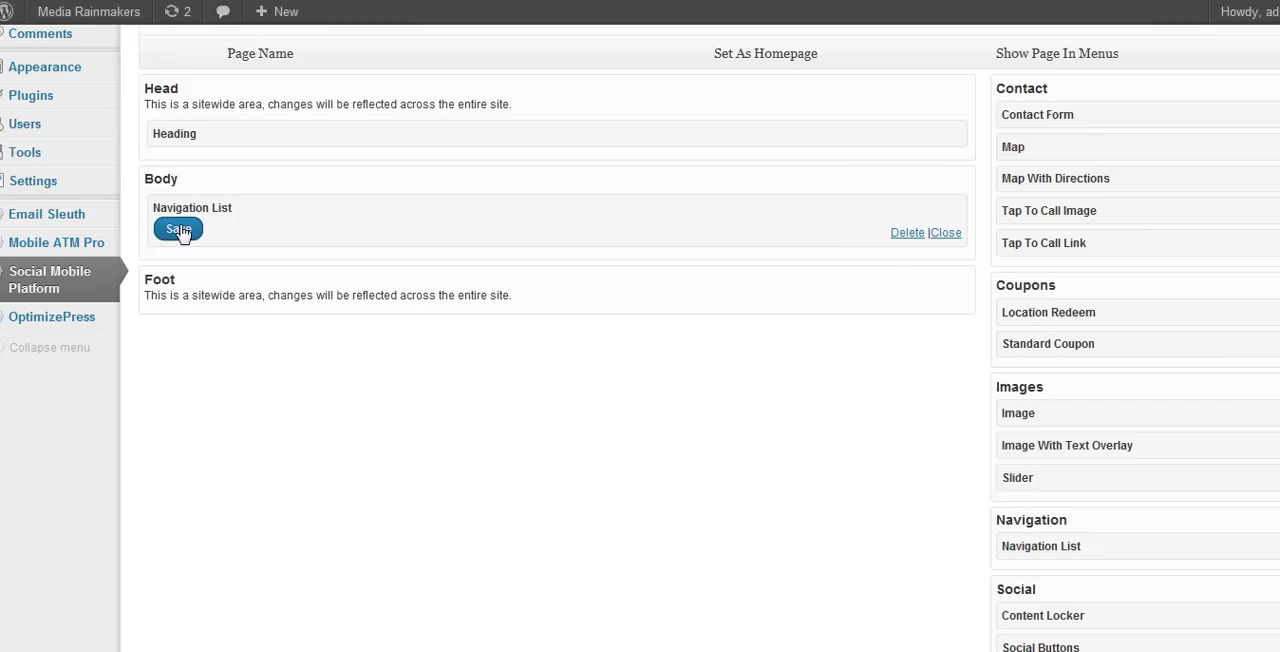 Media Rainmakers 2 New Howdy, ad
Comments
Appearance
Plugins
Users
Tools
Settings
Email Sleuth
Mobile ATM Pro
Social Mobile
Platform
OptimizePress
Collapse menu
Page Name Set As Homepage Show Page In Menus
Head
This is a sitewide area, changes will be reflected across the entire site.
Heading
Body
Navigation List
Save
Delete |Close
Foot
This is a sitewide area, changes will be reflected across the entire site.
Contact
Contact Form
Map
Map With Directions
Tap To Call Image
Tap To Call Link
Coupons
Location Redeem
Standard Coupon
Images
Image
Image With Text Overlay
Slider
Navigation
Navigation List
Social
Content Locker
Social Buttons